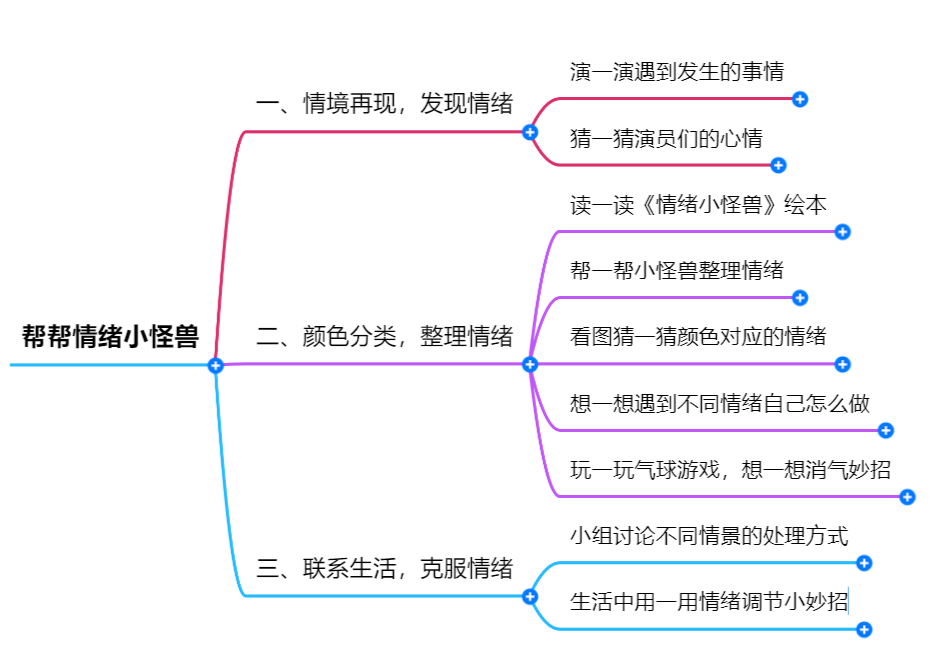 帮帮情绪小怪兽
一、情境再现，发现情绪
演一演遇到发生的事情
猜一猜演员们的心情
二、颜色分类，整理情绪
读一读《情绪小怪兽》绘本
帮一帮小怪兽整理情绪
看图猜一猜颜色对应的情绪
想一想遇到不同情绪自己怎么做
玩一玩气球游戏，想一想消气妙招
三、联系生活，克服情绪
小组讨论不同情景的处理方式
生活中用一用情绪调节小妙招